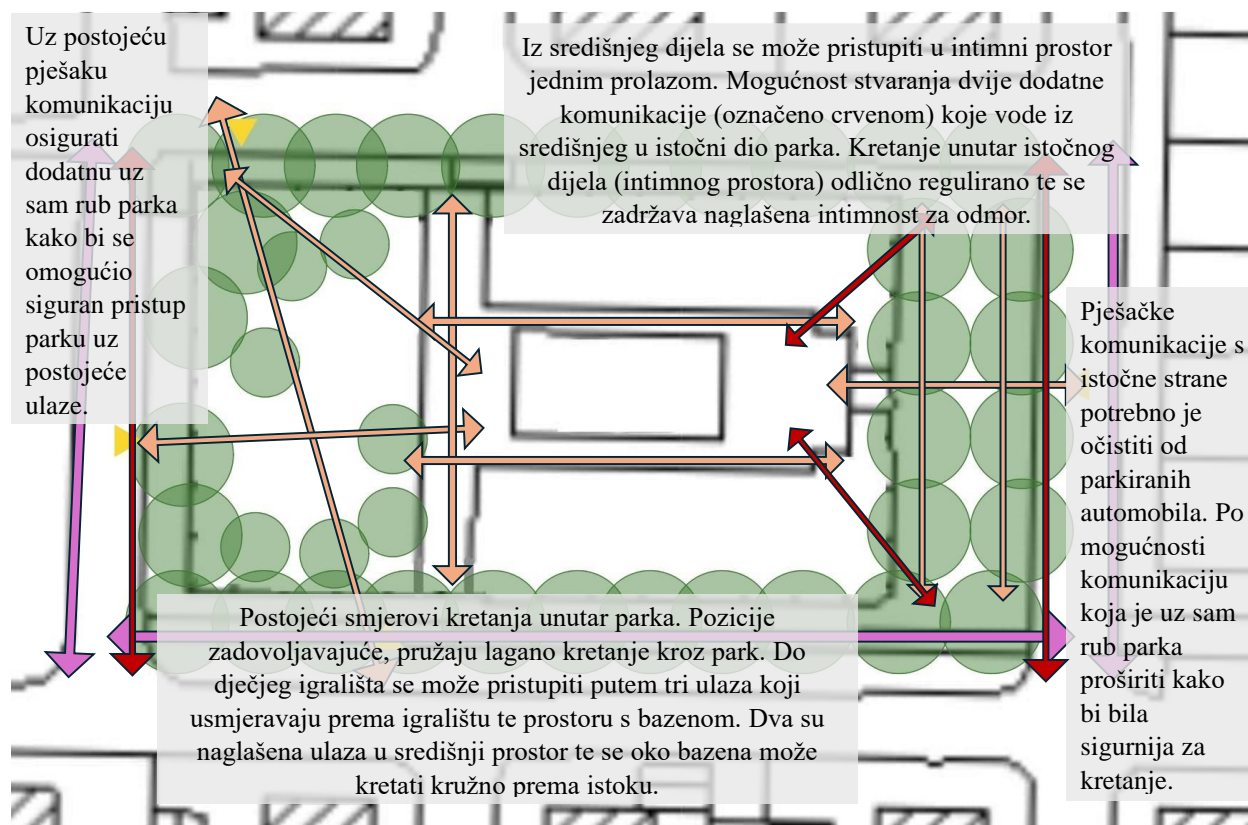 Uz postojeću
pješaku
komunikaciju
osigurati
dodatnu uz
sam rub parka
kako bi se
omogućio
siguran pristup
parku uz
postojeće
ulaze.
Iz središnjeg dijela se može pristupiti u intimni prostor
jednim prolazom. Mogućnost stvaranja dvije dodatne
komunikacije (označeno crvenom) koje vode iz
središnjeg u istočni dio parka. Kretanje unutar istočnog
dijela (intimnog prostora) odlično regulirano te se
zadržava naglašena intimnost za odmor.
Pješačke
komunikacije s
istočne strane
potrebno je
očistiti od
parkiranih
automobila. Po
mogućnosti
komunikaciju
koja je uz sam
rub parka
proširiti kako
bi bila
sigurnija za
kretanje.
Postojeći smjerovi kretanja unutar parka. Pozicije
zadovoljavajuće, pružaju lagano kretanje kroz park. Do
dječjeg igrališta se može pristupiti putem tri ulaza koji
usmjeravaju prema igralištu te prostoru s bazenom. Dva su
naglašena ulaza u središnji prostor te se oko bazena može
kretati kružno prema istoku.